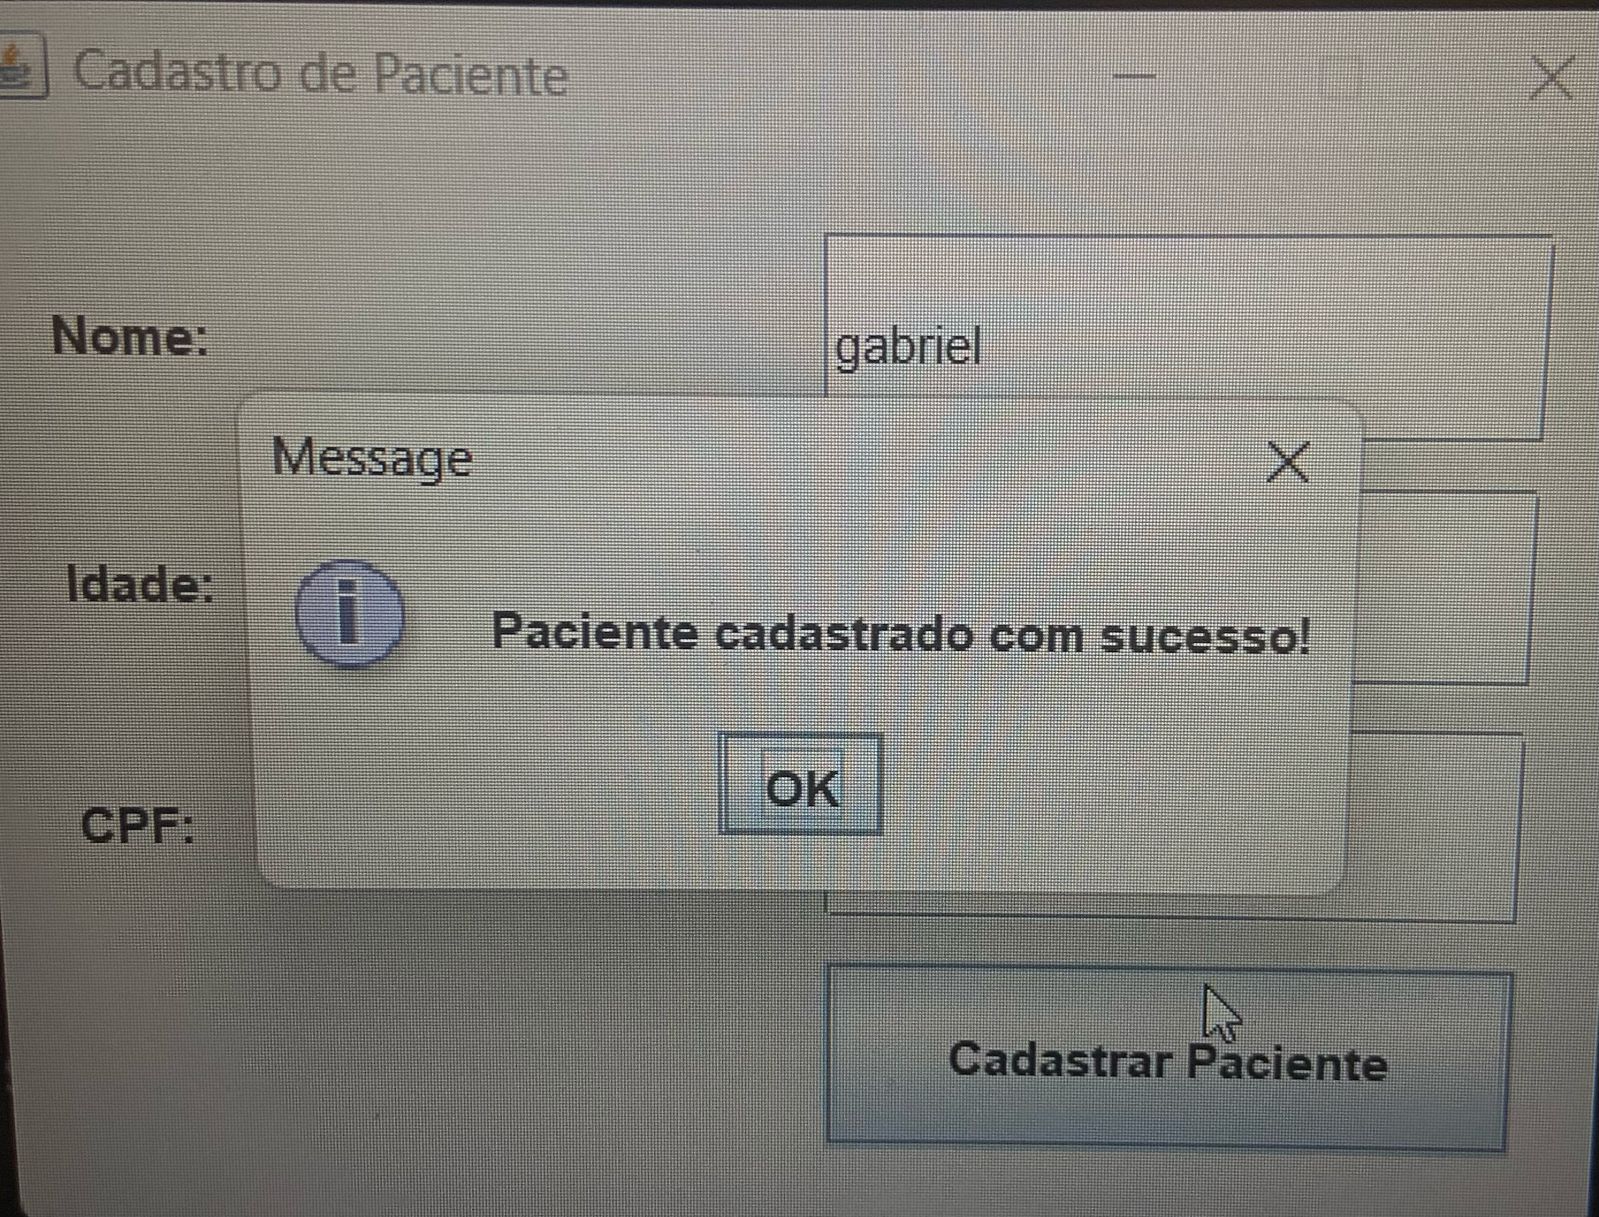 Cadastro de Paciente
Nome:
gabriel
Message
Idade:
Paciente cadastrado com sucesso!
OK
CPF:
Cadastrar Paciente